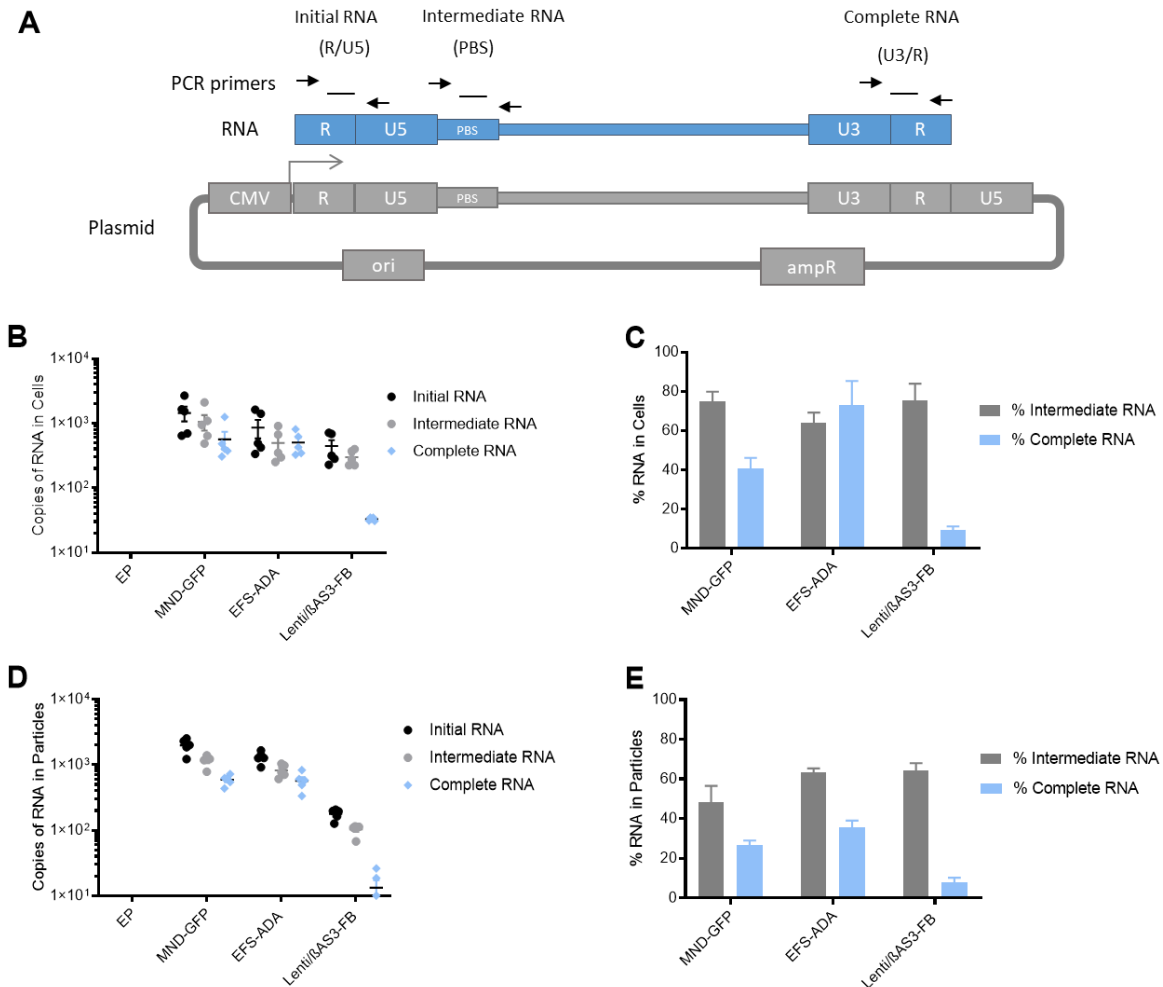 A
Initial RNA
(R/U5)
Intermediate RNA
(PBS)
Complete RNA
(U3/R)
PCR primers
RNA
R
U5
PBS
U3
R
Plasmid
CMV
R
U5
PBS
U3
R
U5
ori
ampR
B
Copies of RNA in Cells
1×10⁴
1×10³
1×10²
1×10¹
EP
MND-GFP
EFS-ADA
Lenti/ßAS3-FB
Initial RNA
Intermediate RNA
Complete RNA
C
% RNA in Cells
100
80
60
40
20
0
MND-GFP
EFS-ADA
Lenti/ßAS3-FB
% Intermediate RNA
% Complete RNA
D
Copies of RNA in Particles
1×10⁴
1×10³
1×10²
1×10¹
EP
MND-GFP
EFS-ADA
Lenti/ßAS3-FB
Initial RNA
Intermediate RNA
Complete RNA
E
% RNA in Particles
100
80
60
40
20
0
MND-GFP
EFS-ADA
Lenti/ßAS3-FB
% Intermediate RNA
% Complete RNA